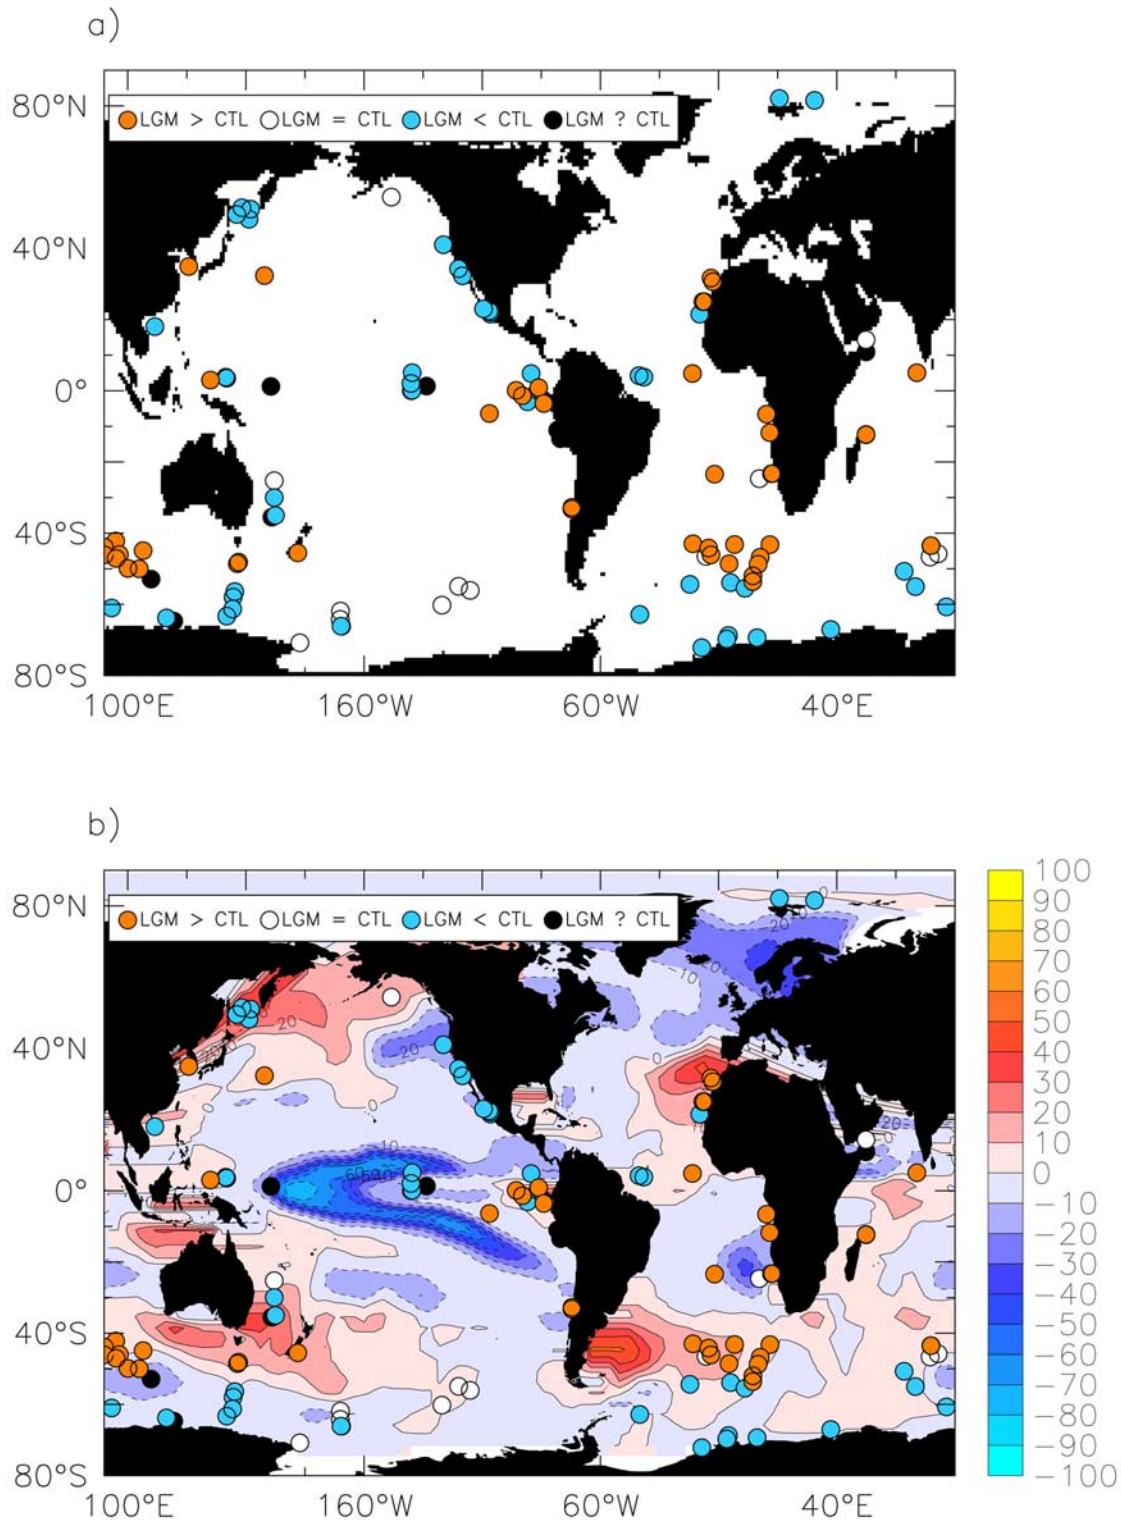 a)
80°N
LGM > CTL LGM = CTL LGM < CTL LGM ? CTL
40°N
0°
40°S
80°S
100°E 160°W 60°W 40°E
b)
100
90
80°N
LGM > CTL LGM = CTL LGM < CTL LGM ? CTL
80
70
60
50
40°N
40
30
20
10
0°
0
−10
−20
−30
−40
40°S
−50
−60
−70
−80
−90
80°S
−100
100°E 160°W 60°W 40°E